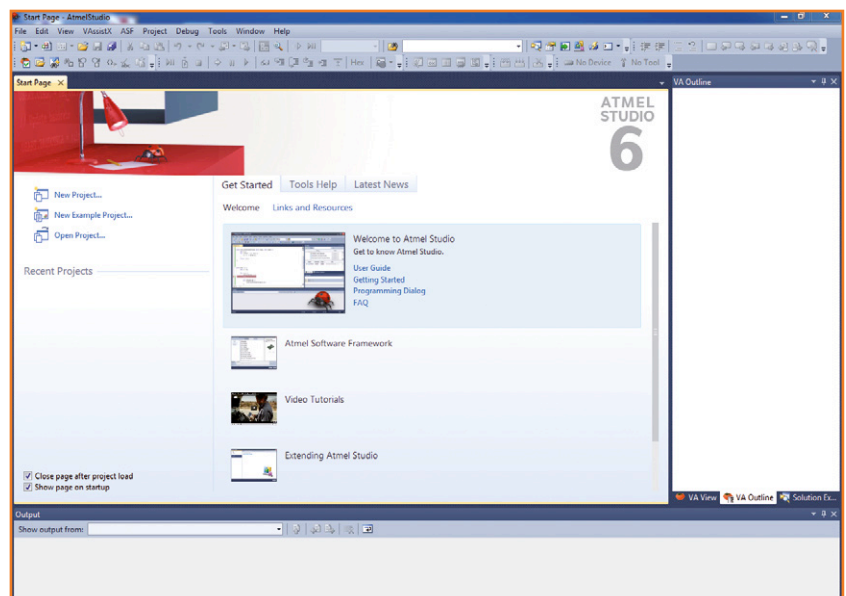 Start Page - AtmelStudio
File Edit View VAssistX ASF Project Debug Tools Window Help
Hex
No Device No Tool
Start Page
VA Outline
ATMEL
STUDIO
6
New Project...
New Example Project...
Open Project...
Recent Projects
Get Started Tools Help Latest News
Welcome Links and Resources
Welcome to Atmel Studio
Get to know Atmel Studio.
User Guide
Getting Started
Programming Dialog
FAQ
Atmel Software Framework
Video Tutorials
Extending Atmel Studio
Close page after project load
Show page on startup
VA View VA Outline Solution Ex...
Output
Show output from: